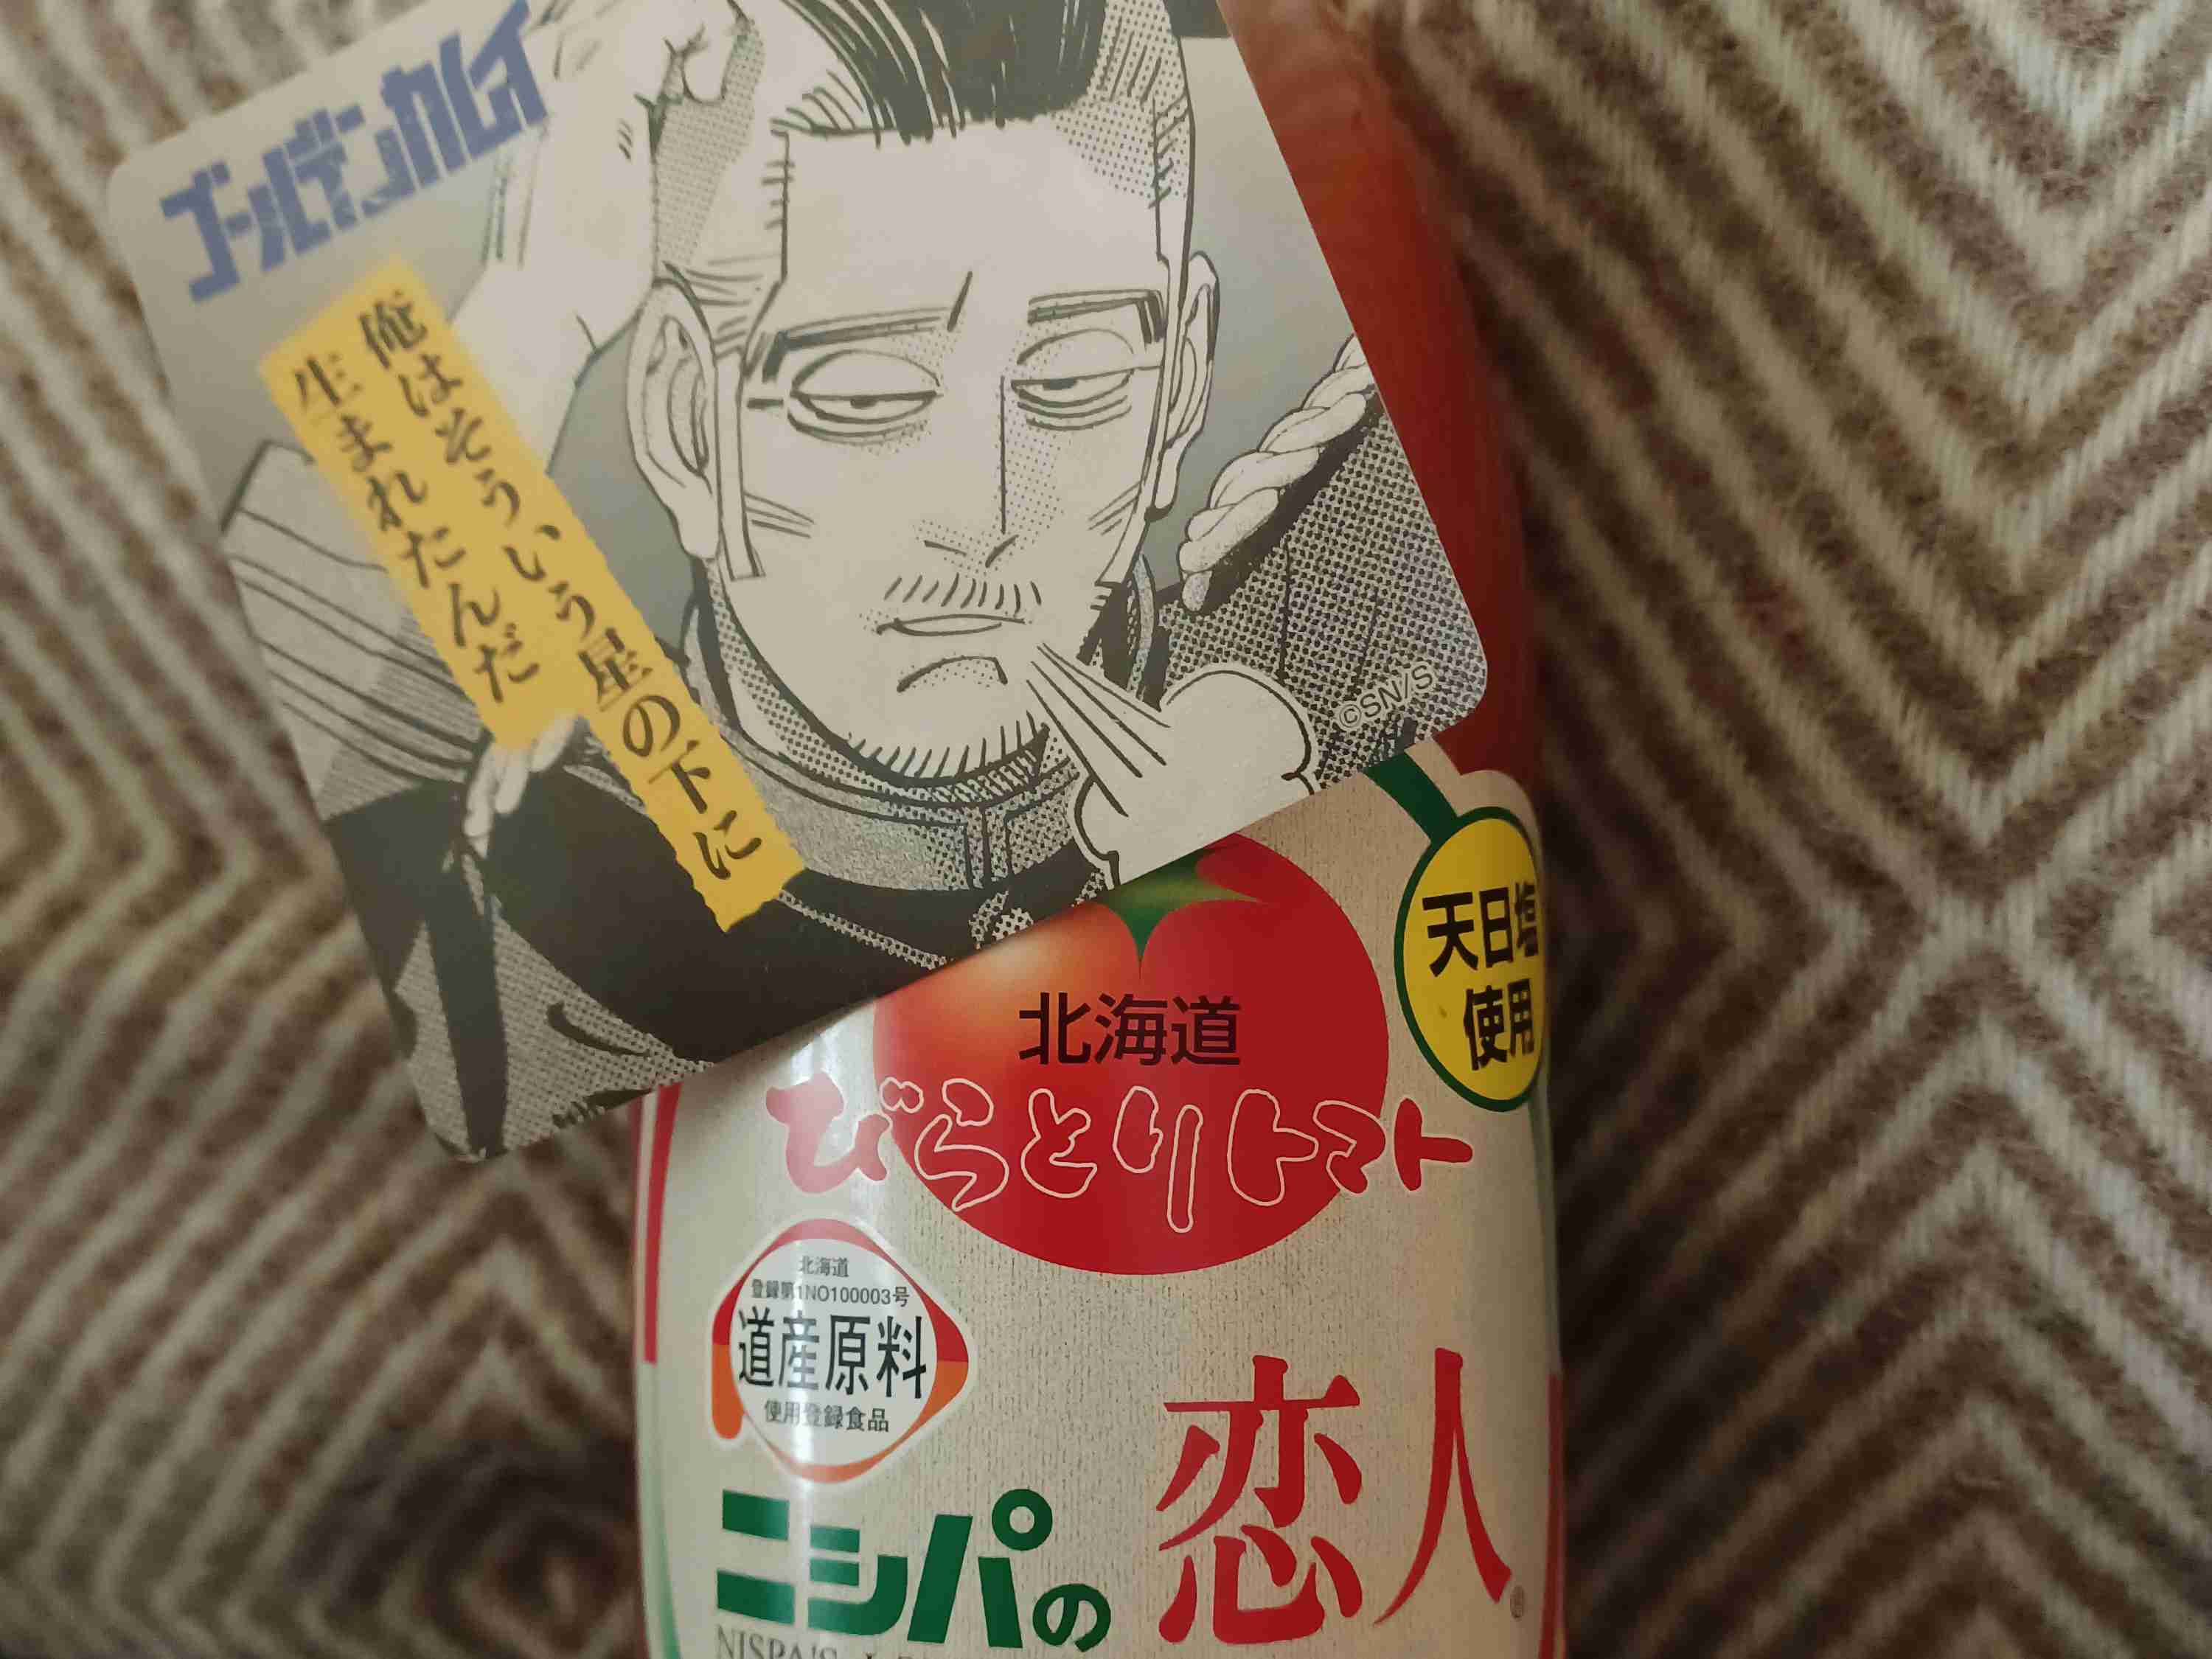 ゴールデンカムイ
俺はそういう星の下に
生まれたんだ
©SN/S
天日塩
使用
北海道
びらとりトマト
北海道
登録第1NO100003号
道産原料
使用登録食品
ニシパの恋人
NISPA'S